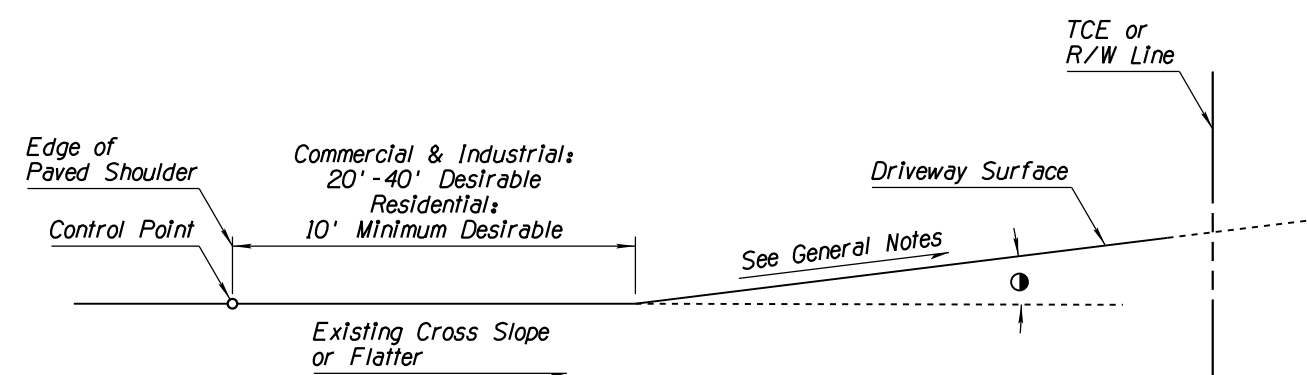 TCE or
R/W Line
Edge of
Paved Shoulder
Commercial & Industrial:
20'-40' Desirable
Residential:
10' Minimum Desirable
Driveway Surface
Control Point
See General Notes
Existing Cross Slope
or Flatter